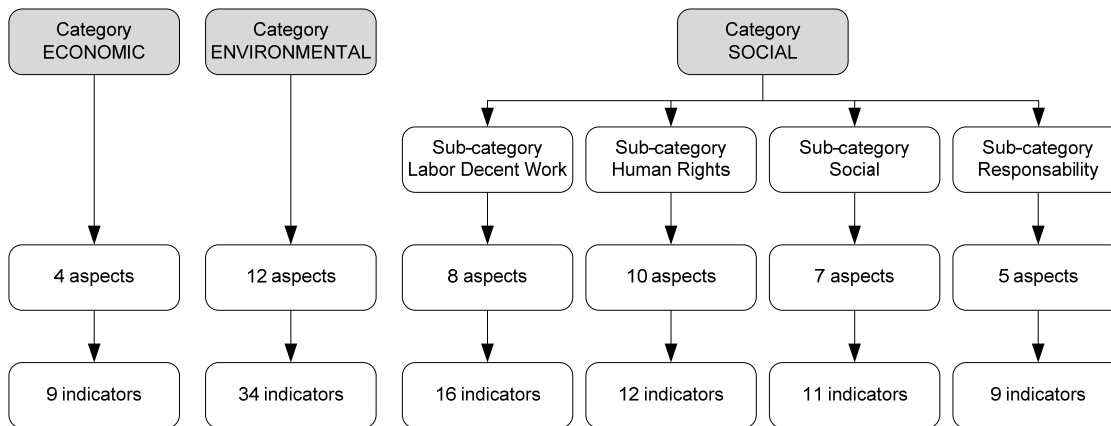 Category
ECONOMIC
Category
ENVIRONMENTAL
Category
SOCIAL
Sub-category
Labor Decent Work
Sub-category
Human Rights
Sub-category
Social
Sub-category
Responsability
4 aspects
12 aspects
8 aspects
10 aspects
7 aspects
5 aspects
9 indicators
34 indicators
16 indicators
12 indicators
11 indicators
9 indicators